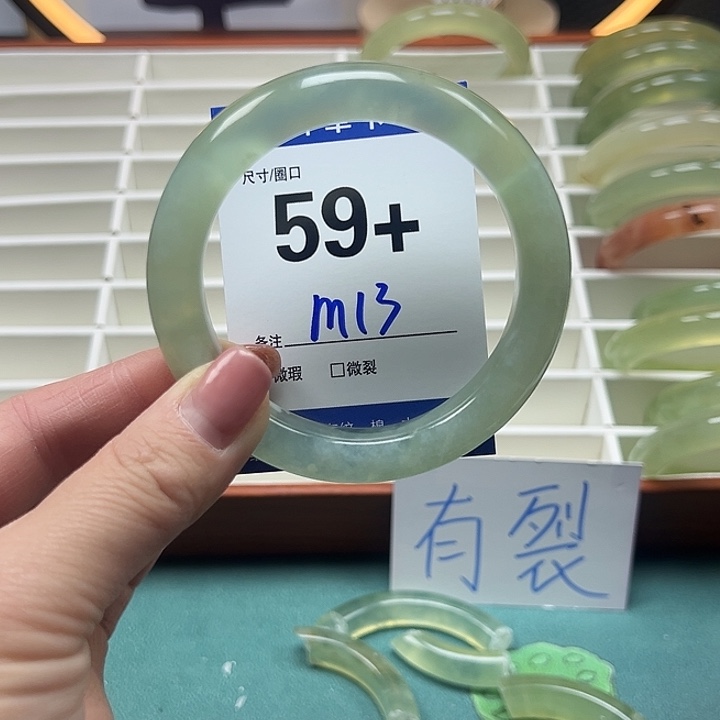 尺寸/圈口
59+
备注 m13
微瑕 □微裂
有裂